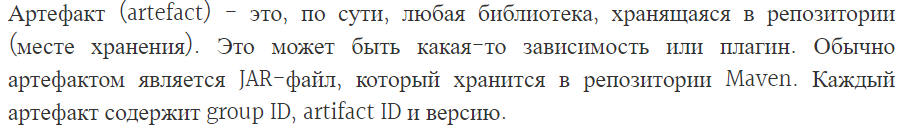 Артефакт (artefact) – это, по сути, любая библиотека, хранящаяся в репозитории
(месте хранения). Это может быть какая-то зависимость или плагин. Обычно
артефактом является JAR-файл, который хранится в репозитории Maven. Каждый
артефакт содержит group ID, artifact ID и версию.